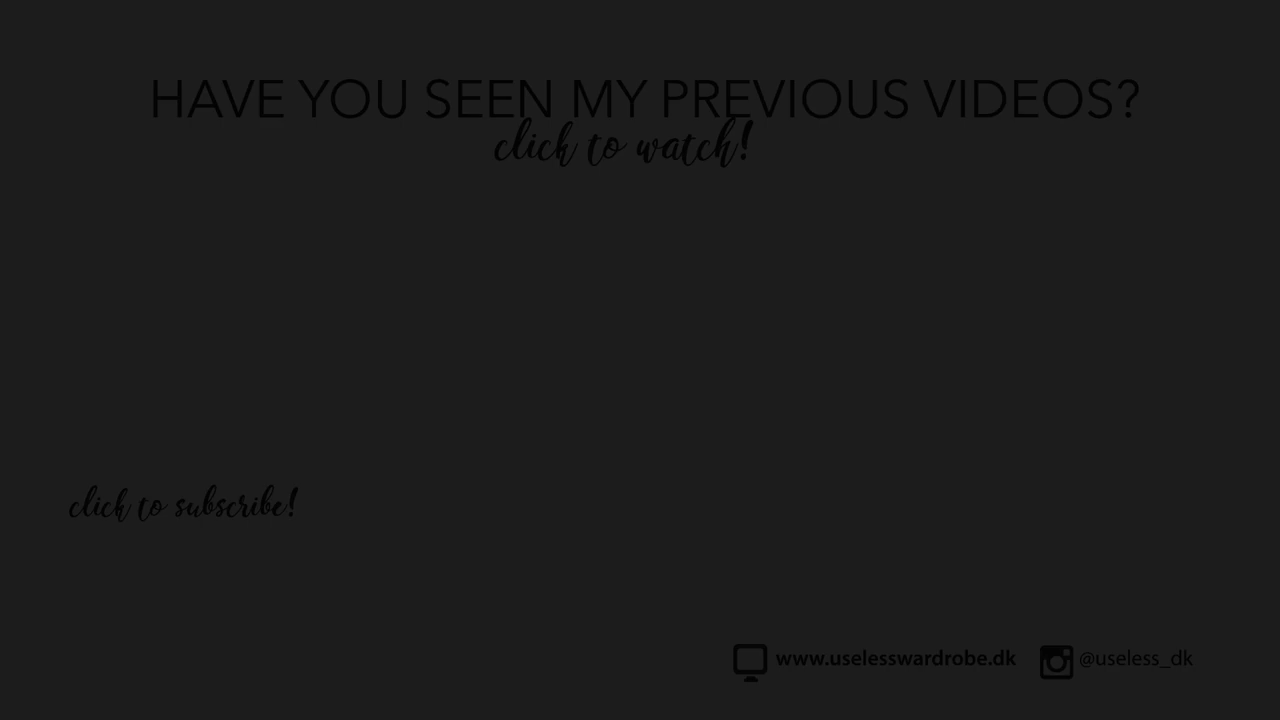 HAVE YOU SEEN MY PREVIOUS VIDEOS?
click to watch!
click to subscribe!
www.uselesswardrobe.dk @useless_dk